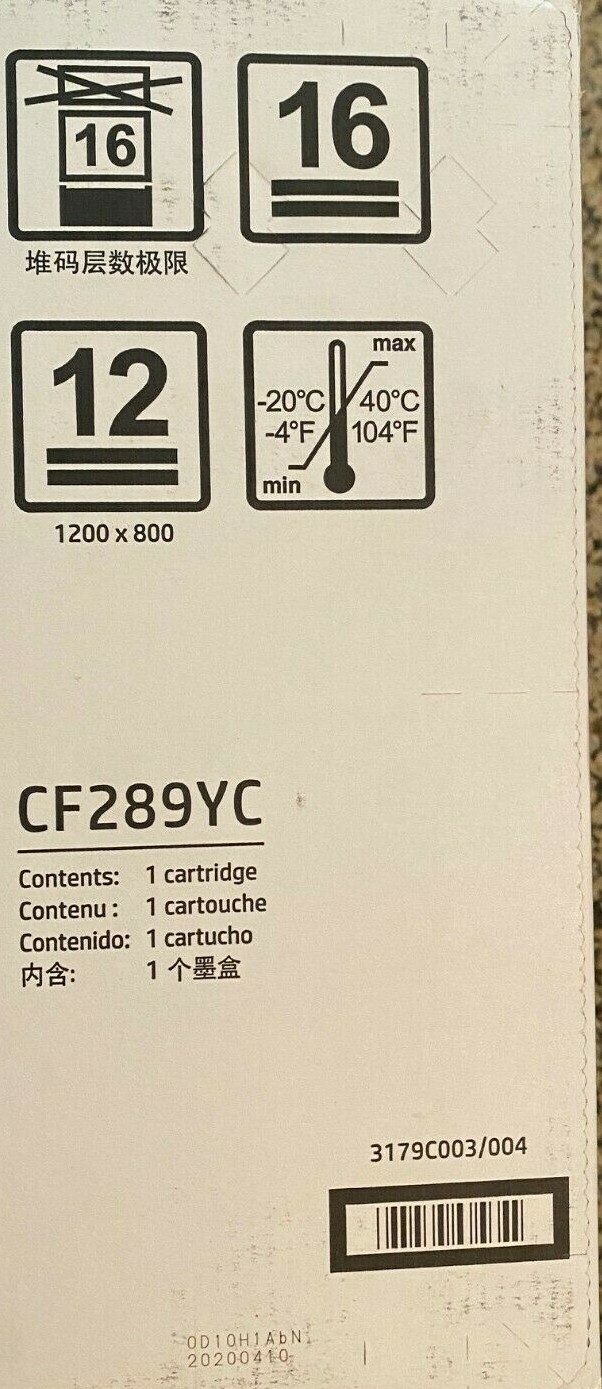 16
16
堆码层数极限
12
max
-20°C 40°C
-4°F 104°F
min
1200 x 800
CF289YC
Contents: 1 cartridge
Contenu : 1 cartouche
Contenido: 1 cartucho
内含: 1 个墨盒
3179C003/004
0D10H1AbN
20200410